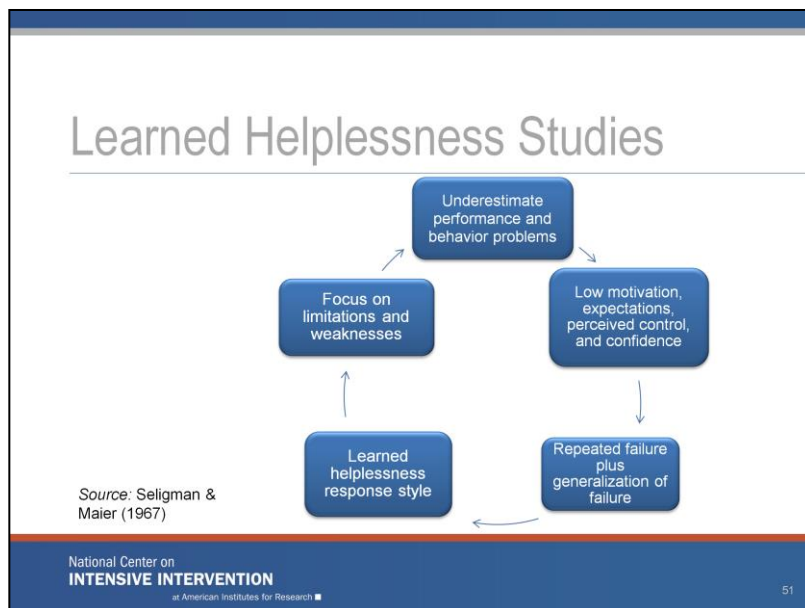 Learned Helplessness Studies
Underestimate
performance and
behavior problems
Low motivation,
expectations,
perceived control,
and confidence
Repeated failure
plus
generalization of
failure
Learned
helplessness
response style
Focus on
limitations and
weaknesses
Source: Seligman &
Maier (1967)
National Center on
INTENSIVE INTERVENTION
at American Institutes for Research
51